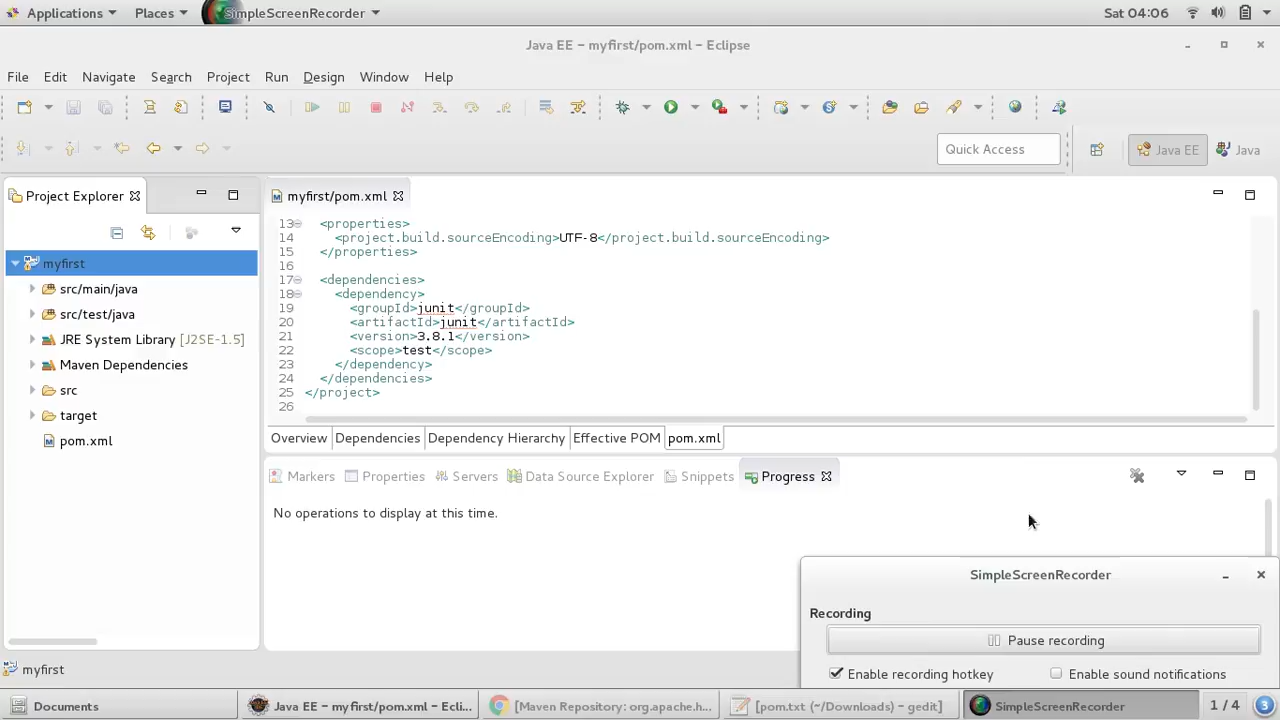 Applications Places SimpleScreenRecorder Sat 04:06
Java EE – myfirst/pom.xml – Eclipse
File Edit Navigate Search Project Run Design Window Help
Quick Access Java EE Java
Project Explorer
myfirst
src/main/java
src/test/java
JRE System Library [J2SE-1.5]
Maven Dependencies
src
target
pom.xml
myfirst/pom.xml
13 <properties>
14 <project.build.sourceEncoding>UTF-8</project.build.sourceEncoding>
15 </properties>
16
17 <dependencies>
18 <dependency>
19 <groupId>junit</groupId>
20 <artifactId>junit</artifactId>
21 <version>3.8.1</version>
22 <scope>test</scope>
23 </dependency>
24 </dependencies>
25 </project>
26
Overview Dependencies Dependency Hierarchy Effective POM pom.xml
Markers Properties Servers Data Source Explorer Snippets Progress
No operations to display at this time.
SimpleScreenRecorder
Recording
Pause recording
Enable recording hotkey Enable sound notifications
myfirst
Documents Java EE – myfirst/pom.xml – Ecli... [Maven Repository: org.apache.h... [pom.txt (~/Downloads) – gedit] SimpleScreenRecorder 1 / 4 3